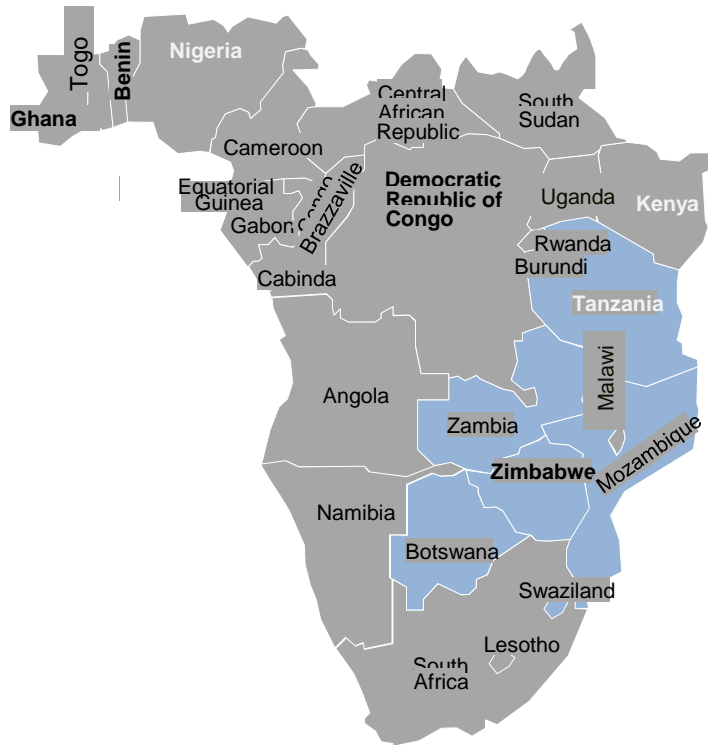 Togo
Benin
Nigeria
Ghana
Central
African
Republic
South
Sudan
Cameroon
Equatorial
Guinea
Gabon
Congo
Brazzaville
Democratic
Republic of
Congo
Uganda
Kenya
Rwanda
Burundi
Cabinda
Tanzania
Angola
Malawi
Zambia
Mozambique
Zimbabwe
Namibia
Botswana
Swaziland
Lesotho
South
Africa